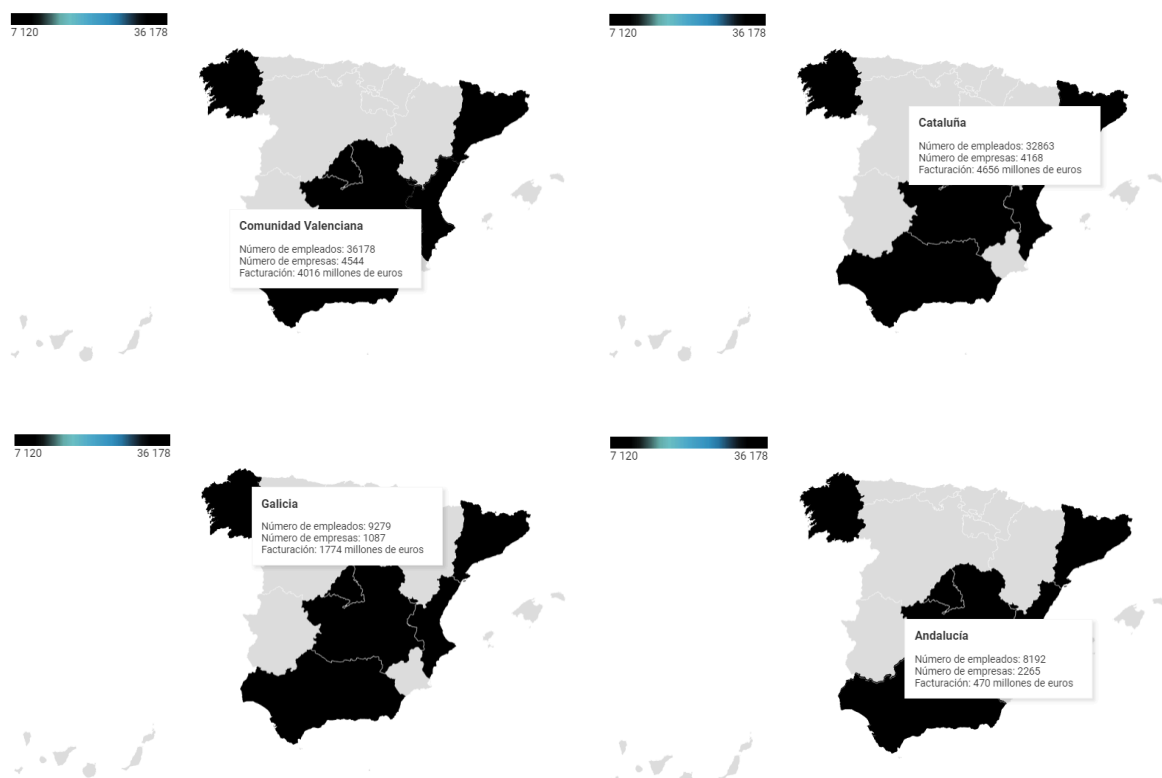 7 120 36 178
Comunidad Valenciana
Número de empleados: 36178
Número de empresas: 4544
Facturación: 4016 millones de euros
7 120 36 178
Cataluña
Número de empleados: 32863
Número de empresas: 4168
Facturación: 4656 millones de euros
7 120 36 178
Galicia
Número de empleados: 9279
Número de empresas: 1087
Facturación: 1774 millones de euros
7 120 36 178
Andalucía
Número de empleados: 8192
Número de empresas: 2265
Facturación: 470 millones de euros